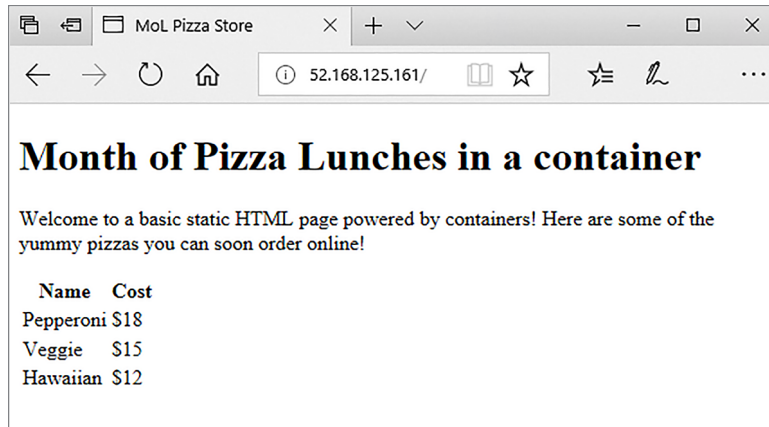 MoL Pizza Store
52.168.125.161/
Month of Pizza Lunches in a container
Welcome to a basic static HTML page powered by containers! Here are some of the
yummy pizzas you can soon order online!
Name Cost
Pepperoni $18
Veggie $15
Hawaiian $12